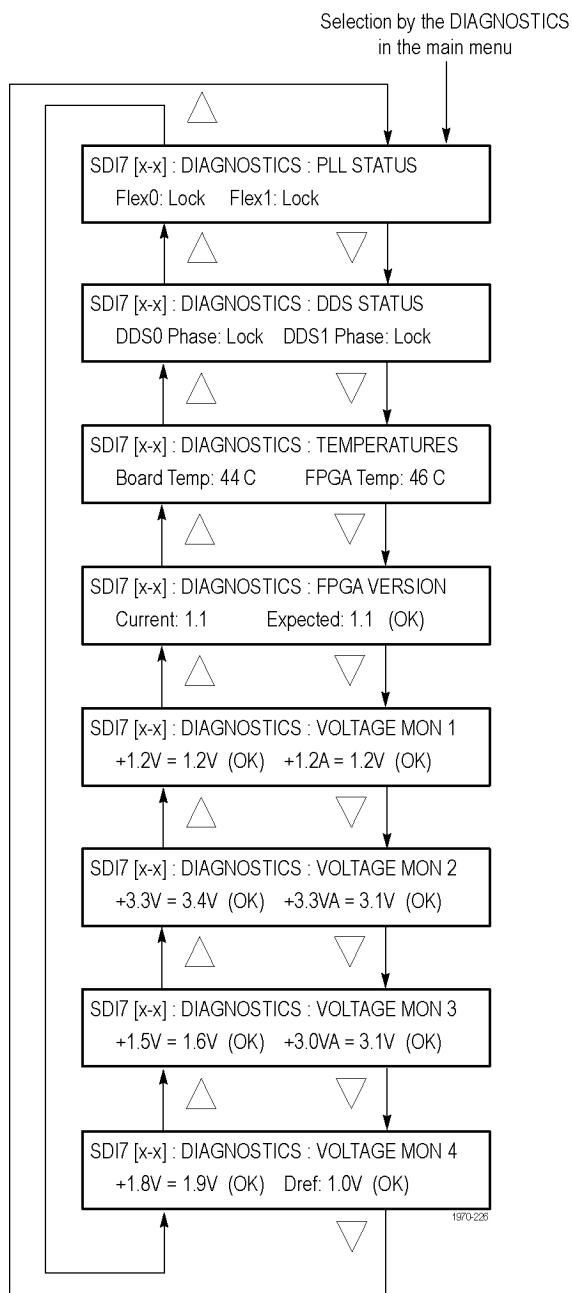 Selection by the DIAGNOSTICS
in the main menu
SDI7 [x-x] : DIAGNOSTICS : PLL STATUS
Flex0: Lock Flex1: Lock
SDI7 [x-x] : DIAGNOSTICS : DDS STATUS
DDS0 Phase: Lock DDS1 Phase: Lock
SDI7 [x-x] : DIAGNOSTICS : TEMPERATURES
Board Temp: 44 C FPGA Temp: 46 C
SDI7 [x-x] : DIAGNOSTICS : FPGA VERSION
Current: 1.1 Expected: 1.1 (OK)
SDI7 [x-x] : DIAGNOSTICS : VOLTAGE MON 1
+1.2V = 1.2V (OK) +1.2A = 1.2V (OK)
SDI7 [x-x] : DIAGNOSTICS : VOLTAGE MON 2
+3.3V = 3.4V (OK) +3.3VA = 3.1V (OK)
SDI7 [x-x] : DIAGNOSTICS : VOLTAGE MON 3
+1.5V = 1.6V (OK) +3.0VA = 3.1V (OK)
SDI7 [x-x] : DIAGNOSTICS : VOLTAGE MON 4
+1.8V = 1.9V (OK) Dref: 1.0V (OK)
1970-226